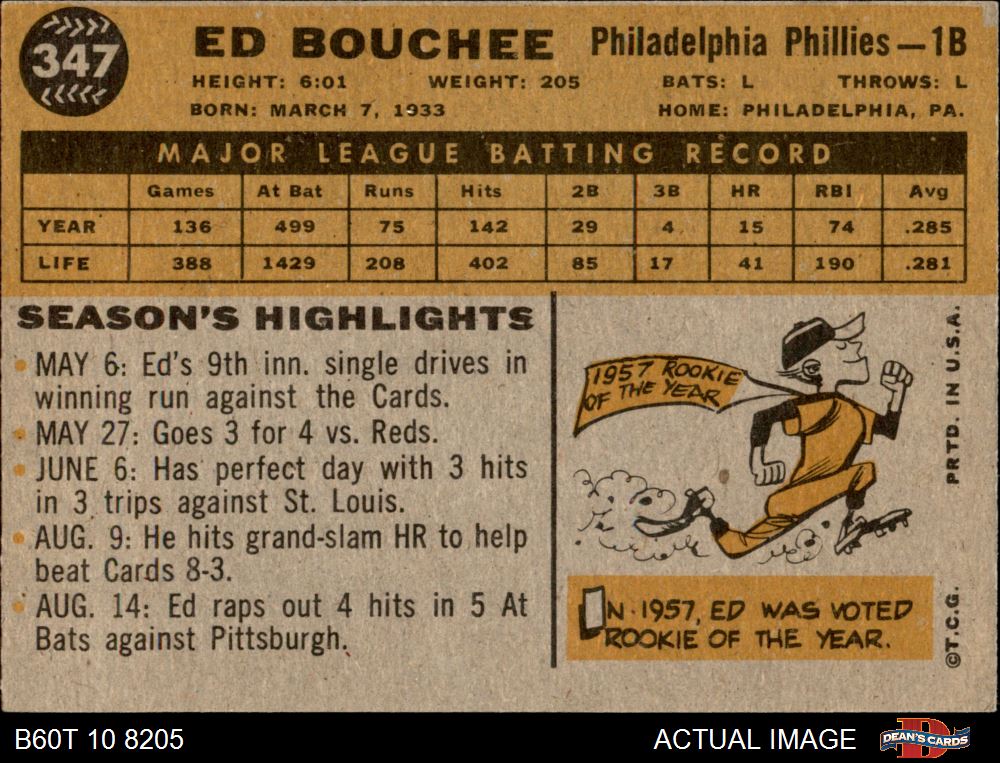 347
ED BOUCHEE Philadelphia Phillies—1B
HEIGHT: 6:01 WEIGHT: 205 BATS: L THROWS: L
BORN: MARCH 7, 1933 HOME: PHILADELPHIA, PA.
MAJOR LEAGUE BATTING RECORD
Games At Bat Runs Hits 2B 3B HR RBI Avg
YEAR 136 499 75 142 29 4 15 74 .285
LIFE 388 1429 208 402 85 17 41 190 .281
SEASON'S HIGHLIGHTS
• MAY 6: Ed's 9th inn. single drives in
winning run against the Cards.
• MAY 27: Goes 3 for 4 vs. Reds.
• JUNE 6: Has perfect day with 3 hits
in 3 trips against St. Louis.
• AUG. 9: He hits grand-slam HR to help
beat Cards 8-3.
• AUG. 14: Ed raps out 4 hits in 5 At
Bats against Pittsburgh.
1957 ROOKIE
OF THE YEAR
IN 1957, ED WAS VOTED
ROOKIE OF THE YEAR.
©T.C.G. PRTD. IN U.S.A.
B60T 10 8205 ACTUAL IMAGE
D
DEAN'S CARDS